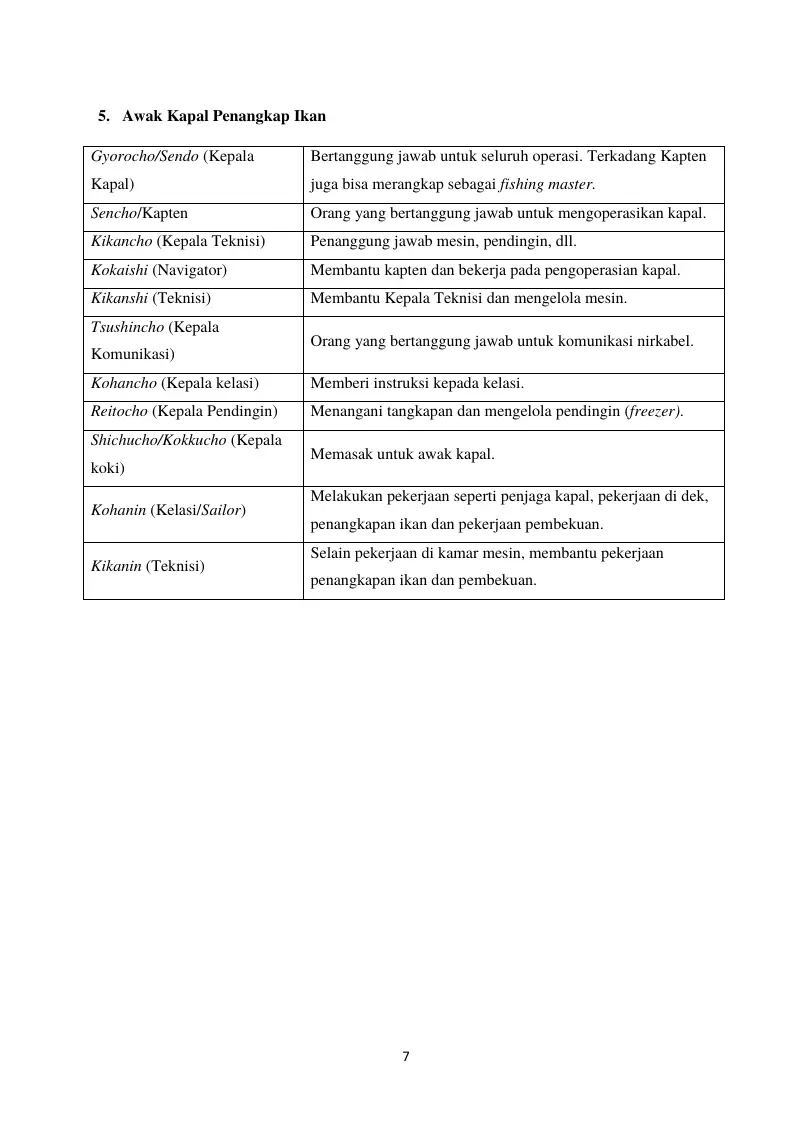 5. Awak Kapal Penangkap Ikan
Gyorocho/Sendo (Kepala
Kapal)
Bertanggung jawab untuk seluruh operasi. Terkadang Kapten
juga bisa merangkap sebagai fishing master.
Sencho/Kapten
Orang yang bertanggung jawab untuk mengoperasikan kapal.
Kikancho (Kepala Teknisi)
Penanggung jawab mesin, pendingin, dll.
Kokaishi (Navigator)
Membantu kapten dan bekerja pada pengoperasian kapal.
Kikanshi (Teknisi)
Membantu Kepala Teknisi dan mengelola mesin.
Tsushincho (Kepala
Komunikasi)
Orang yang bertanggung jawab untuk komunikasi nirkabel.
Kohancho (Kepala kelasi)
Memberi instruksi kepada kelasi.
Reitocho (Kepala Pendingin)
Menangani tangkapan dan mengelola pendingin (freezer).
Shichucho/Kokkucho (Kepala
koki)
Memasak untuk awak kapal.
Kohanin (Kelasi/Sailor)
Melakukan pekerjaan seperti penjaga kapal, pekerjaan di dek,
penangkapan ikan dan pekerjaan pembekuan.
Kikanin (Teknisi)
Selain pekerjaan di kamar mesin, membantu pekerjaan
penangkapan ikan dan pembekuan.
7